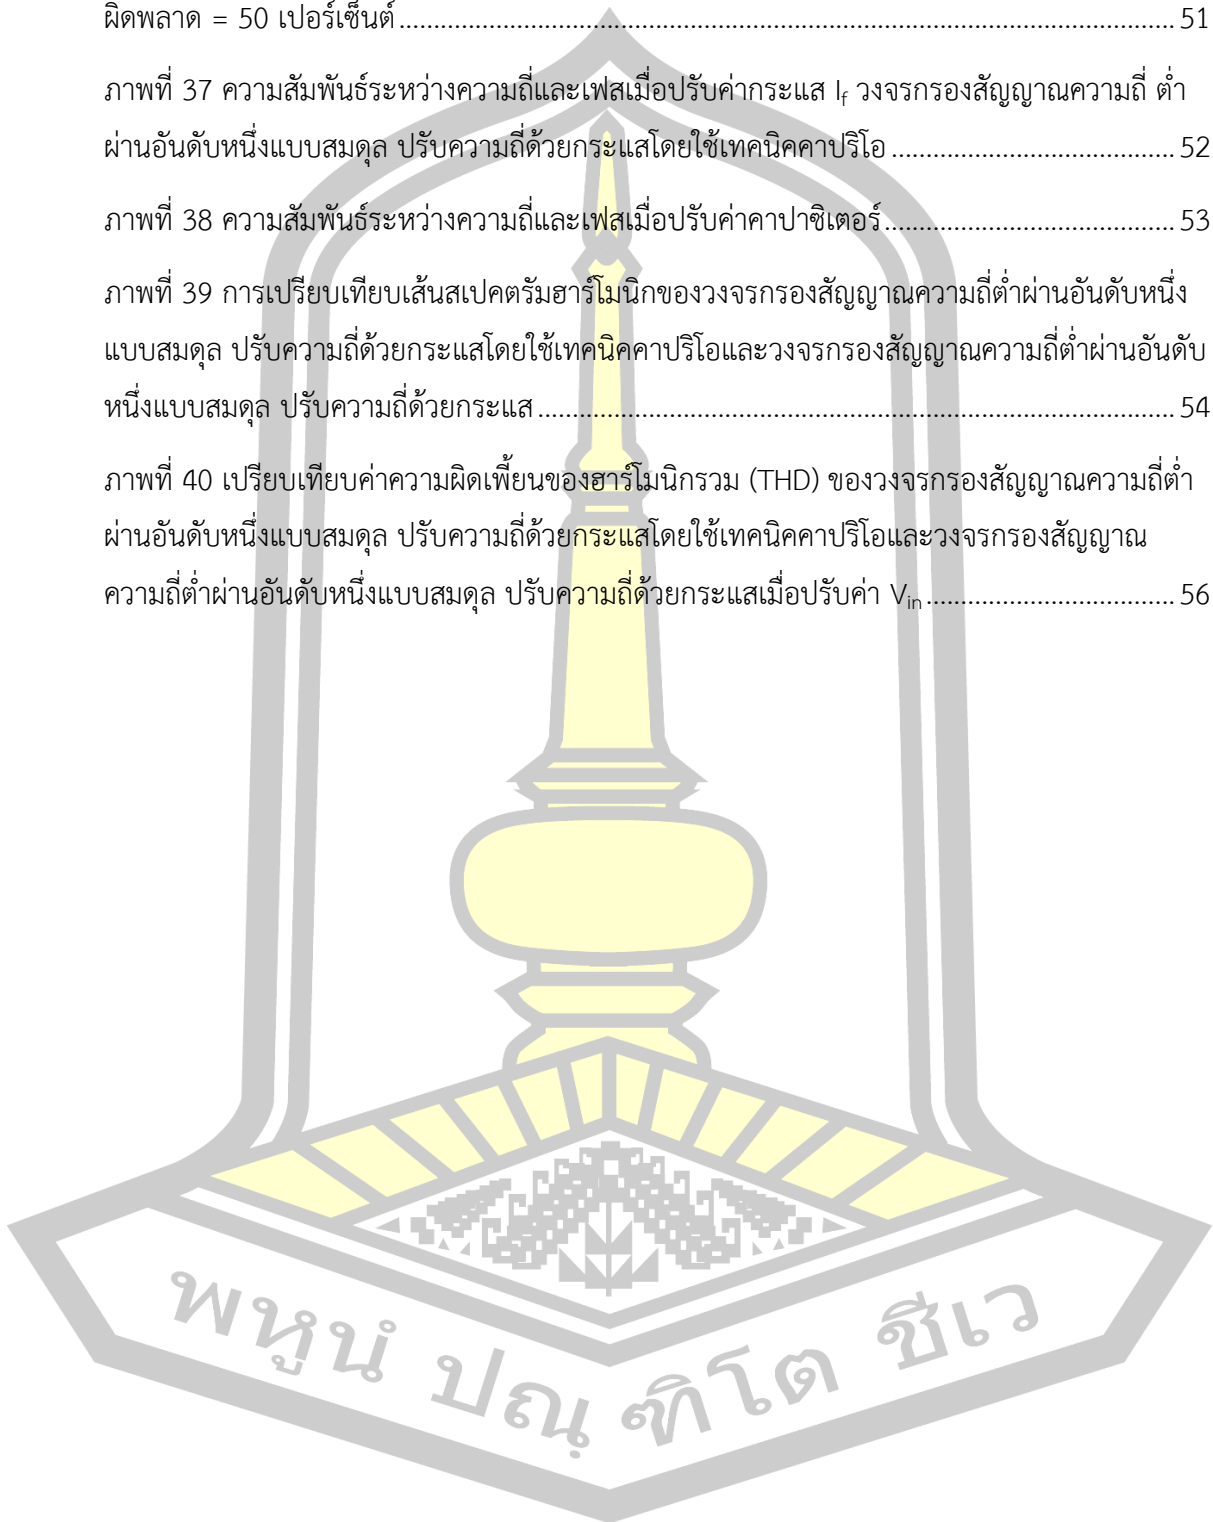 ผิดพลาด = 50 เปอร์เซ็นต์ ........................................................................................................ 51
ภาพที่ 37 ความสัมพันธ์ระหว่างความถี่และเฟสเมื่อปรับค่ากระแส I_f วงจรกรองสัญญาณความถี่ ต่ำ
ผ่านอันดับหนึ่งแบบสมดุล ปรับความถี่ด้วยกระแสโดยใช้เทคนิคคาปริโอ ...................................... 52
ภาพที่ 38 ความสัมพันธ์ระหว่างความถี่และเฟสเมื่อปรับค่าคาปาซิเตอร์ ....................................... 53
ภาพที่ 39 การเปรียบเทียบเส้นสเปคตรัมฮาร์โมนิกของวงจรกรองสัญญาณความถี่ต่ำผ่านอันดับหนึ่ง
แบบสมดุล ปรับความถี่ด้วยกระแสโดยใช้เทคนิคคาปริโอและวงจรกรองสัญญาณความถี่ต่ำผ่านอันดับ
หนึ่งแบบสมดุล ปรับความถี่ด้วยกระแส ..................................................................................... 54
ภาพที่ 40 เปรียบเทียบค่าความผิดเพี้ยนของฮาร์โมนิกรวม (THD) ของวงจรกรองสัญญาณความถี่ต่ำ
ผ่านอันดับหนึ่งแบบสมดุล ปรับความถี่ด้วยกระแสโดยใช้เทคนิคคาปริโอและวงจรกรองสัญญาณ
ความถี่ต่ำผ่านอันดับหนึ่งแบบสมดุล ปรับความถี่ด้วยกระแสเมื่อปรับค่า V_in ................................. 56
พหูนํ ปณฺฑิโต ชีเว